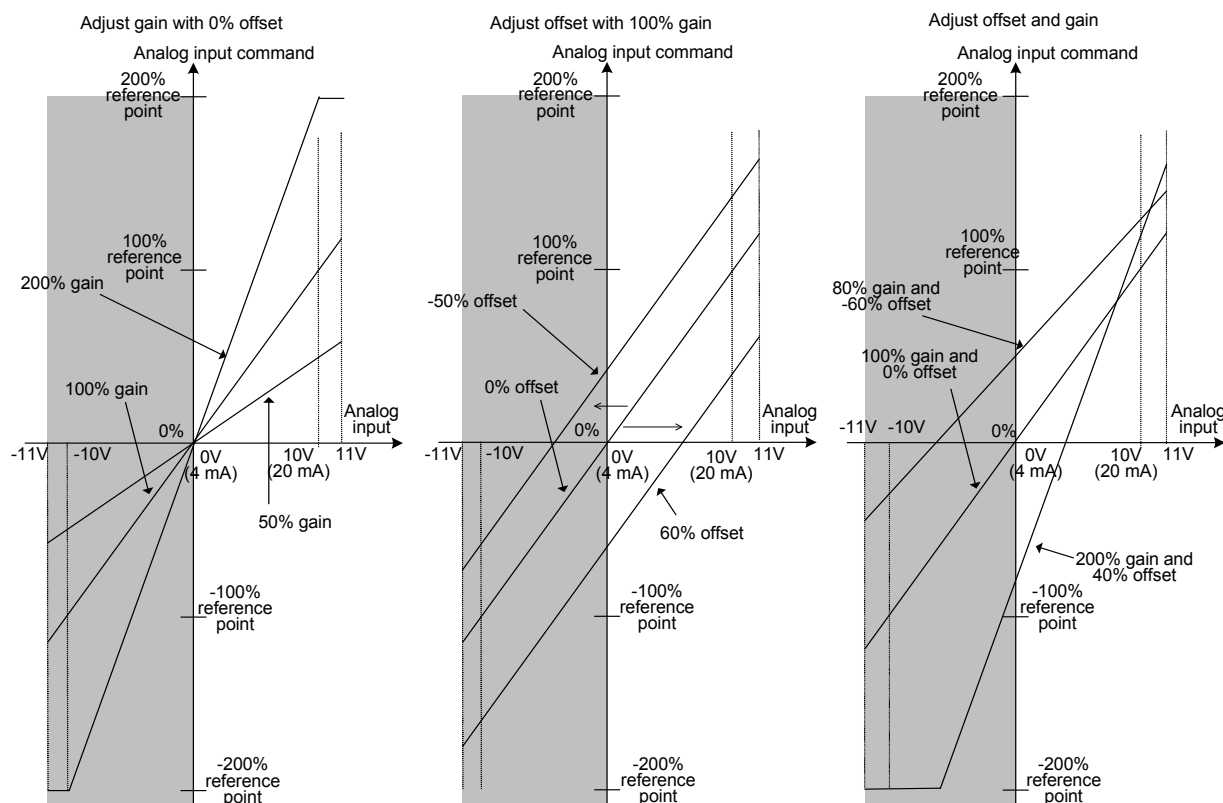 Adjust gain with 0% offset
Analog input command
200%
reference
point
100%
reference
point
200% gain
100% gain
0%
Analog
input
-11V
-10V
0V
(4 mA)
10V
(20 mA)
11V
50% gain
-100%
reference
point
-200%
reference
point
Adjust offset with 100% gain
Analog input command
200%
reference
point
100%
reference
point
-50% offset
0% offset
0%
Analog
input
-11V
-10V
0V
(4 mA)
10V
(20 mA)
11V
60% offset
-100%
reference
point
-200%
reference
point
Adjust offset and gain
Analog input command
200%
reference
point
100%
reference
point
80% gain and
-60% offset
100% gain and
0% offset
0%
Analog
input
-11V
-10V
0V
(4 mA)
10V
(20 mA)
11V
200% gain and
40% offset
-100%
reference
point
-200%
reference
point